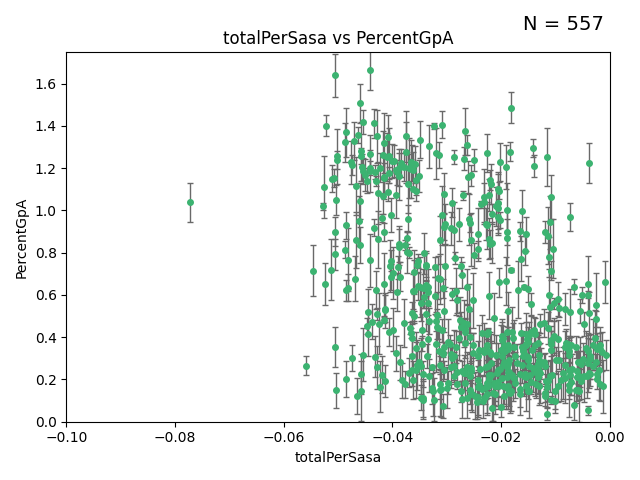 N = 557
totalPerSasa vs PercentGpA
PercentGpA
1.6
1.4
1.2
1.0
0.8
0.6
0.4
0.2
0.0
−0.10 −0.08 −0.06 −0.04 −0.02 0.00
totalPerSasa